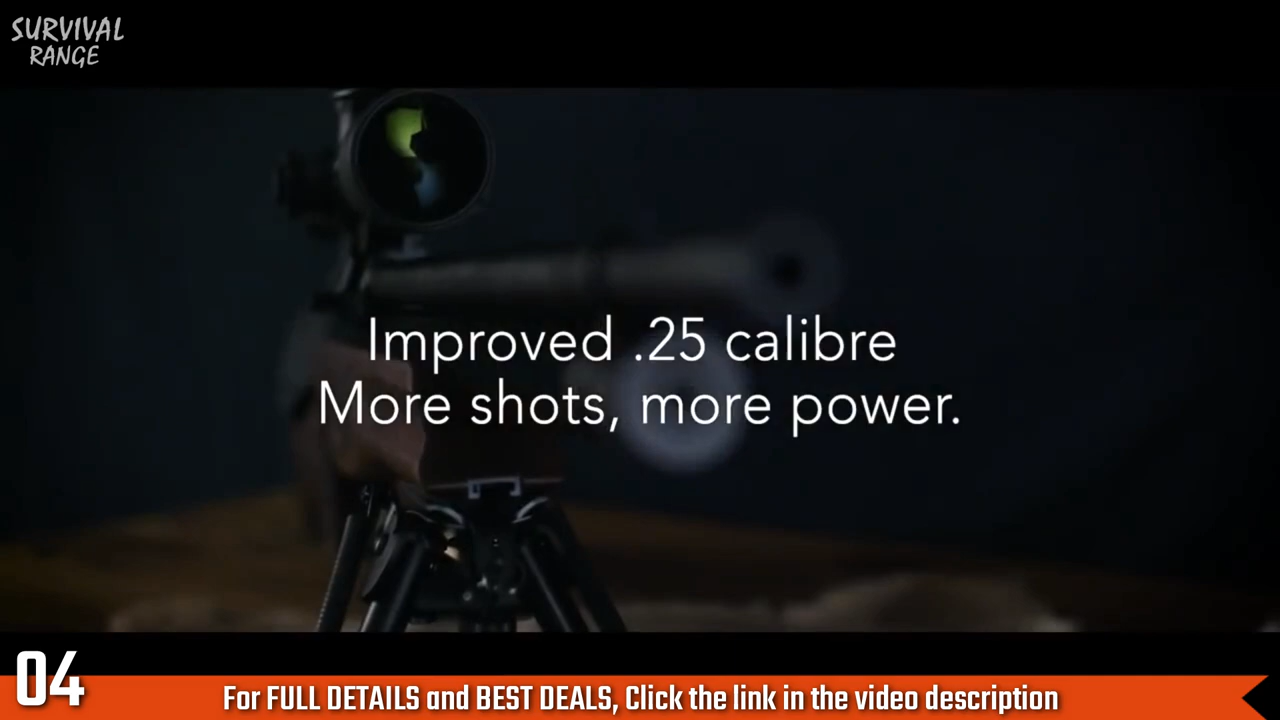 SURVIVAL
RANGE
Improved .25 calibre
More shots, more power.
04
For FULL DETAILS and BEST DEALS, Click the link in the video description